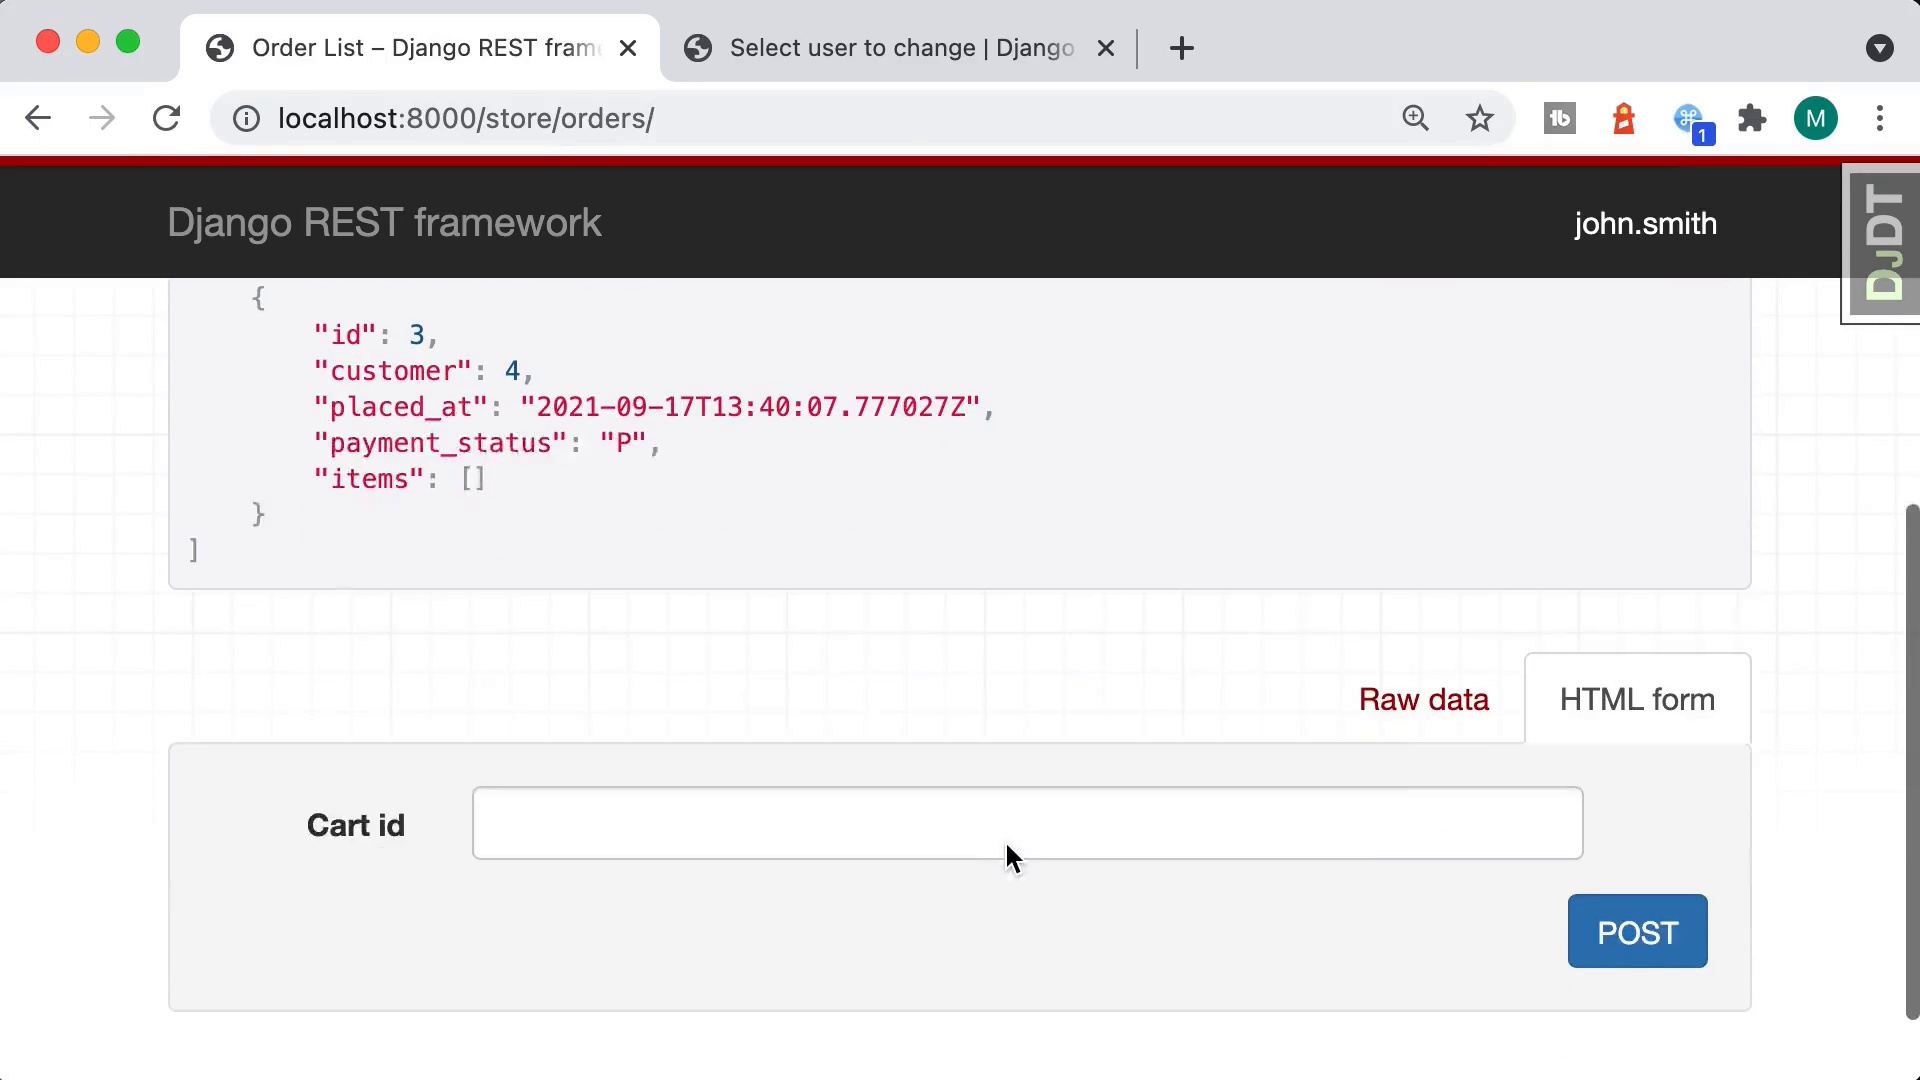 Order List – Django REST frame
Select user to change | Django
localhost:8000/store/orders/
1
M
Django REST framework
john.smith
DJDT
{
"id": 3,
"customer": 4,
"placed_at": "2021-09-17T13:40:07.777027Z",
"payment_status": "P",
"items": []
}
]
Raw data
HTML form
Cart id
POST